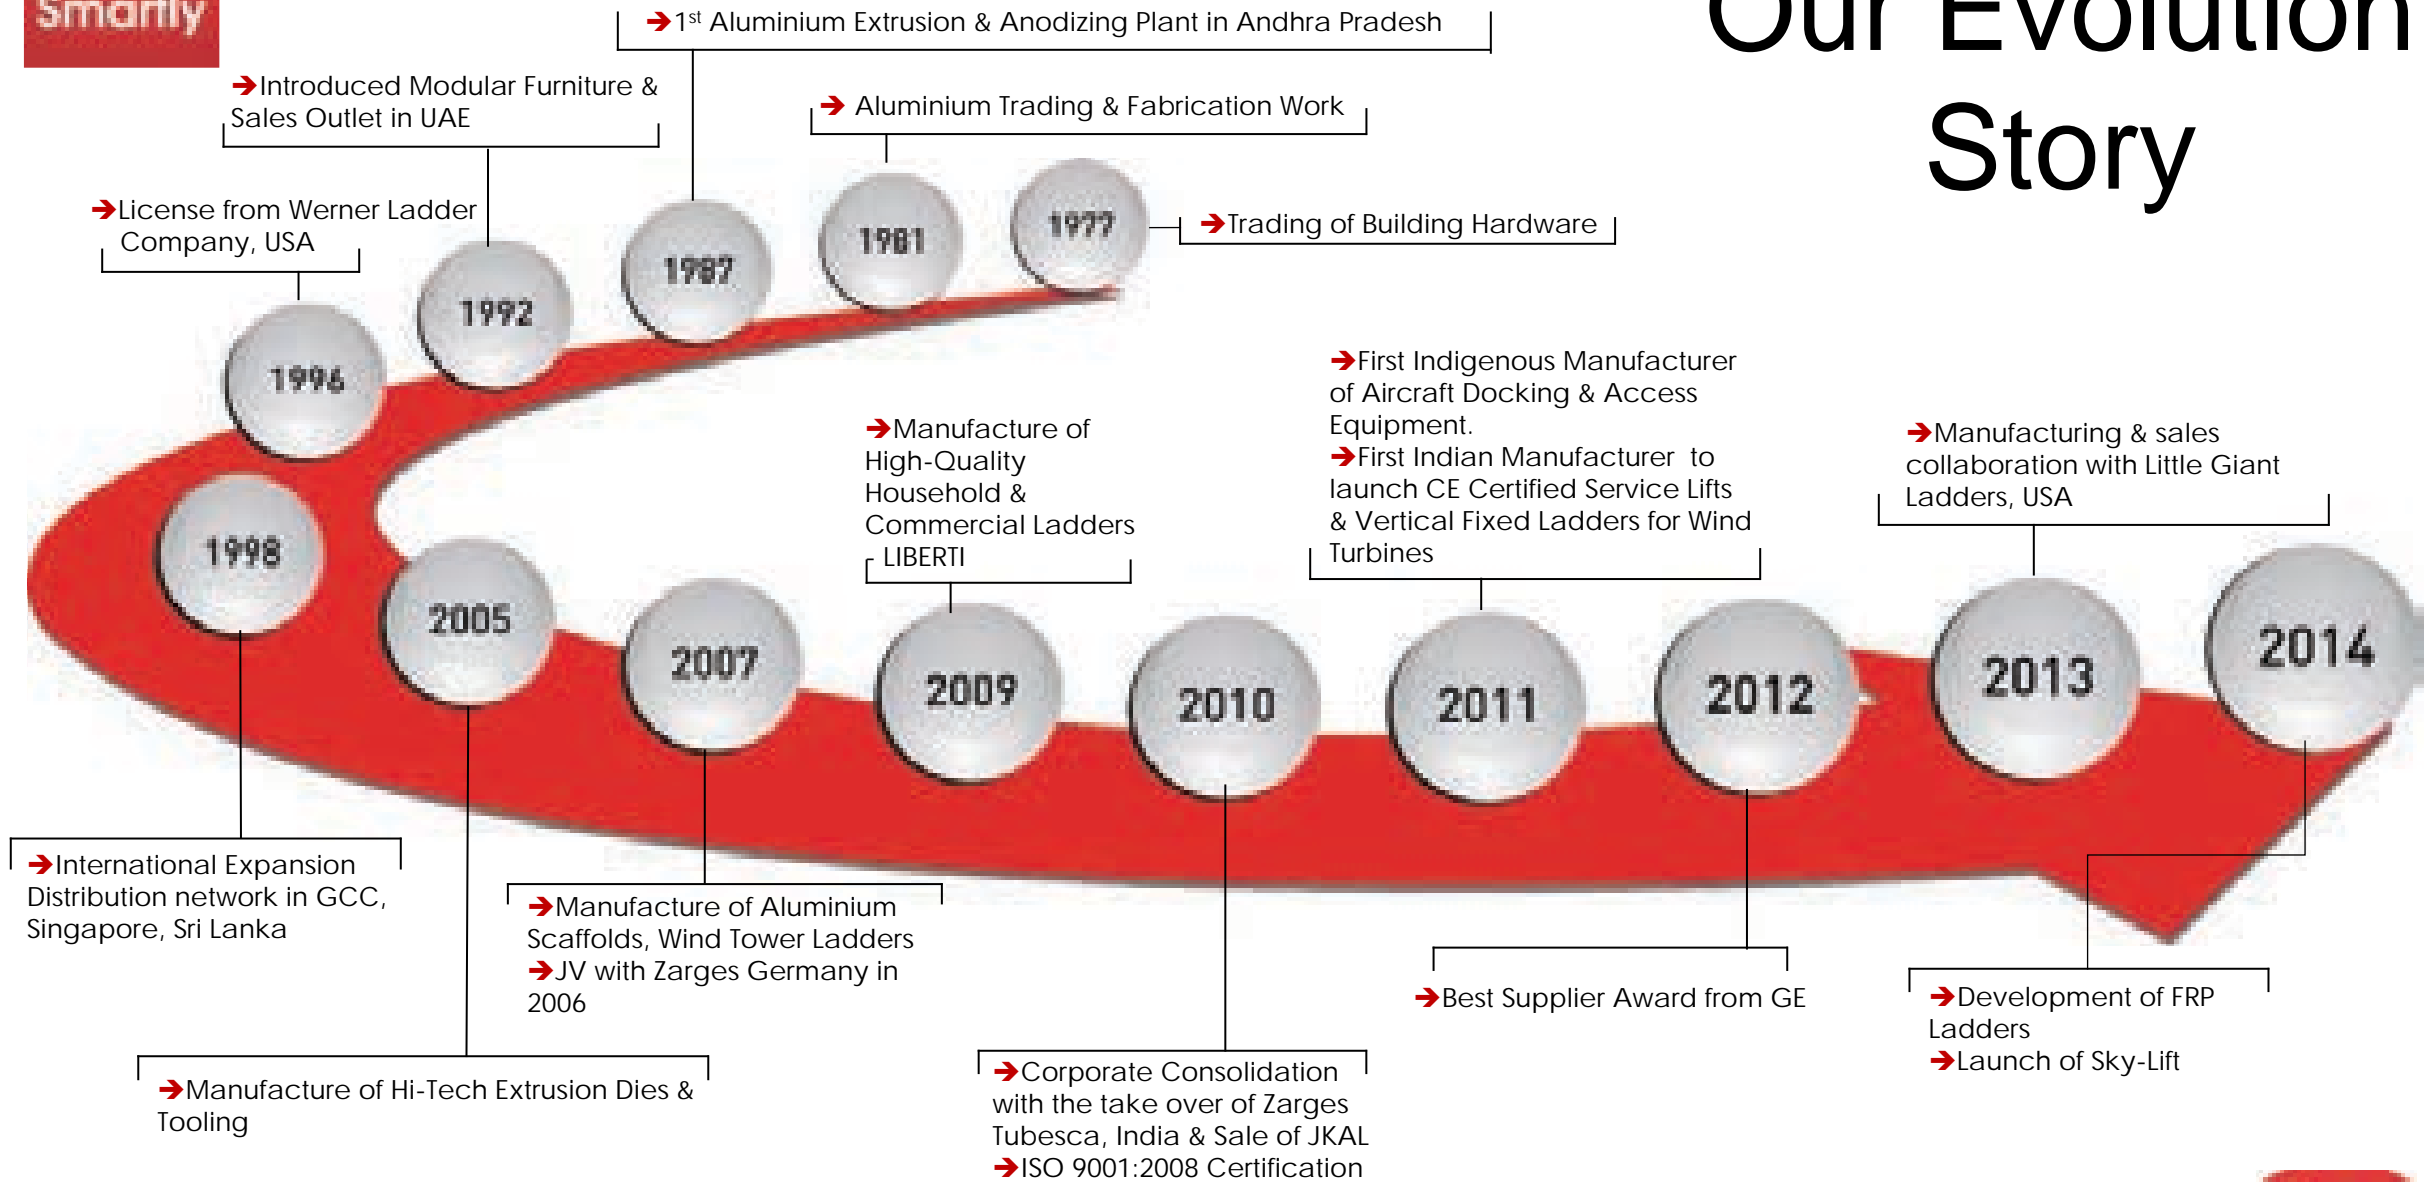 Smartly
Our Evolution
Story
➔1st Aluminium Extrusion & Anodizing Plant in Andhra Pradesh
➔Introduced Modular Furniture &
Sales Outlet in UAE
➔ Aluminium Trading & Fabrication Work
➔License from Werner Ladder
Company, USA
➔Trading of Building Hardware
1977
1981
1987
1992
1996
➔First Indigenous Manufacturer
of Aircraft Docking & Access
Equipment.
➔First Indian Manufacturer to
launch CE Certified Service Lifts
& Vertical Fixed Ladders for Wind
Turbines
➔Manufacture of
High-Quality
Household &
Commercial Ladders
- LIBERTI
➔Manufacturing & sales
collaboration with Little Giant
Ladders, USA
1998
2005
2007
2009
2010
2011
2012
2013
2014
➔International Expansion
Distribution network in GCC,
Singapore, Sri Lanka
➔Manufacture of Aluminium
Scaffolds, Wind Tower Ladders
➔JV with Zarges Germany in
2006
➔Best Supplier Award from GE
➔Development of FRP
Ladders
➔Launch of Sky-Lift
➔Manufacture of Hi-Tech Extrusion Dies &
Tooling
➔Corporate Consolidation
with the take over of Zarges
Tubesca, India & Sale of JKAL
➔ISO 9001:2008 Certification